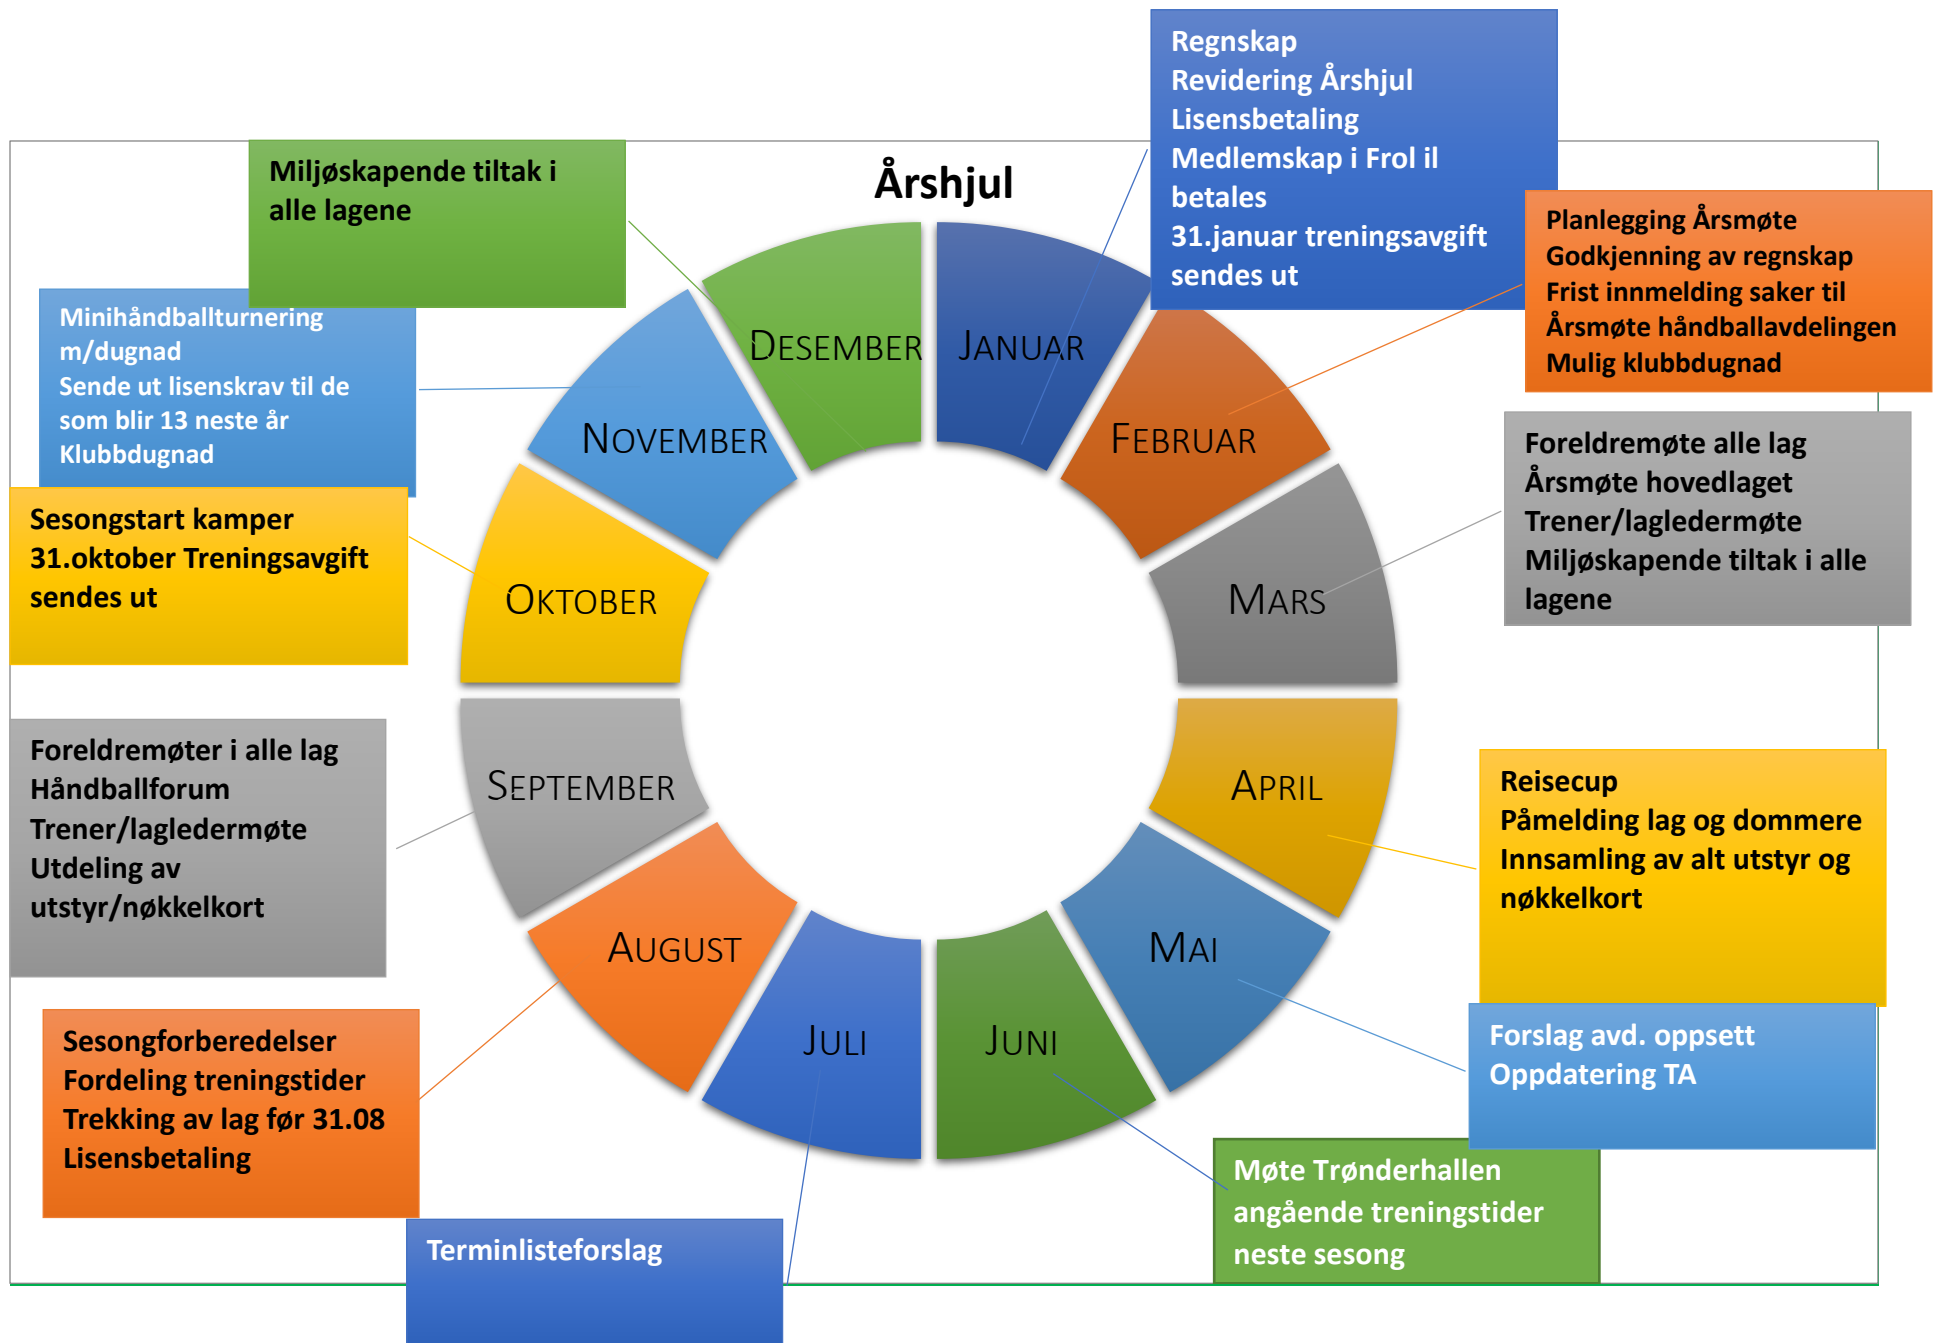 Årshjul
JANUAR
Regnskap
Revidering Årshjul
Lisensbetaling
Medlemskap i Frol il
betales
31.januar treningsavgift
sendes ut
FEBRUAR
Planlegging Årsmøte
Godkjenning av regnskap
Frist innmelding saker til
Årsmøte håndballavdelingen
Mulig klubbdugnad
MARS
Foreldremøte alle lag
Årsmøte hovedlaget
Trener/lagledermøte
Miljøskapende tiltak i alle
lagene
APRIL
Reisecup
Påmelding lag og dommere
Innsamling av alt utstyr og
nøkkelkort
MAI
Forslag avd. oppsett
Oppdatering TA
JUNI
Møte Trønderhallen
angående treningstider
neste sesong
JULI
Terminlisteforslag
AUGUST
Sesongforberedelser
Fordeling treningstider
Trekking av lag før 31.08
Lisensbetaling
SEPTEMBER
Foreldremøter i alle lag
Håndballforum
Trener/lagledermøte
Utdeling av
utstyr/nøkkelkort
OKTOBER
Sesongstart kamper
31.oktober Treningsavgift
sendes ut
NOVEMBER
Minihåndballturnering
m/dugnad
Sende ut lisenskrav til de
som blir 13 neste år
Klubbdugnad
DESEMBER
Miljøskapende tiltak i
alle lagene